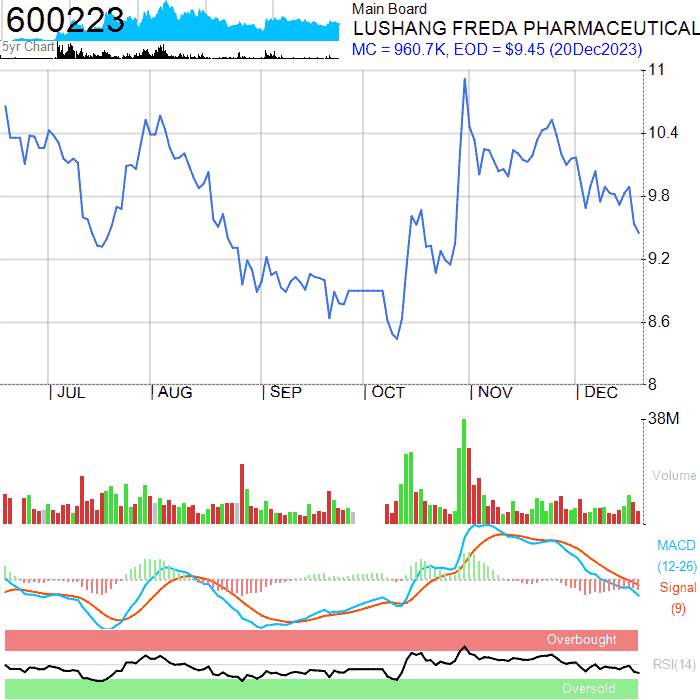 600223
5yr Chart
Main Board
LUSHANG FREDA PHARMACEUTICAL
MC = 960.7K, EOD = $9.45 (20Dec2023)
11
10.4
9.8
9.2
8.6
8
JUL AUG SEP OCT NOV DEC
38M
Volume
MACD
(12-26)
Signal
(9)
Overbought
RSI(14)
Oversold